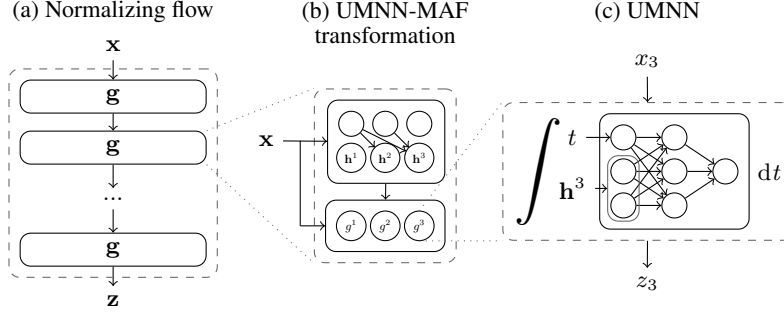 (a) Normalizing flow
x
g
g
...
g
z
(b) UMNN-MAF
transformation
x
h¹ h² h³
g¹ g² g³
(c) UMNN
x₃
∫ t dt
h³
z₃